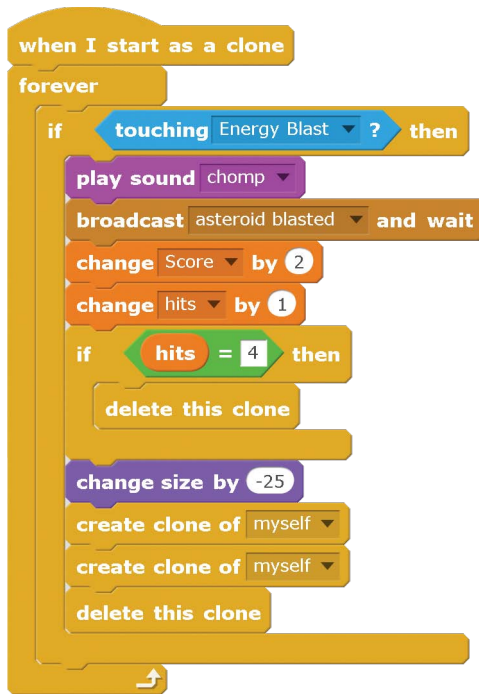 when I start as a clone
forever
if touching Energy Blast ? then
play sound chomp
broadcast asteroid blasted and wait
change Score by 2
change hits by 1
if hits = 4 then
delete this clone
change size by -25
create clone of myself
create clone of myself
delete this clone